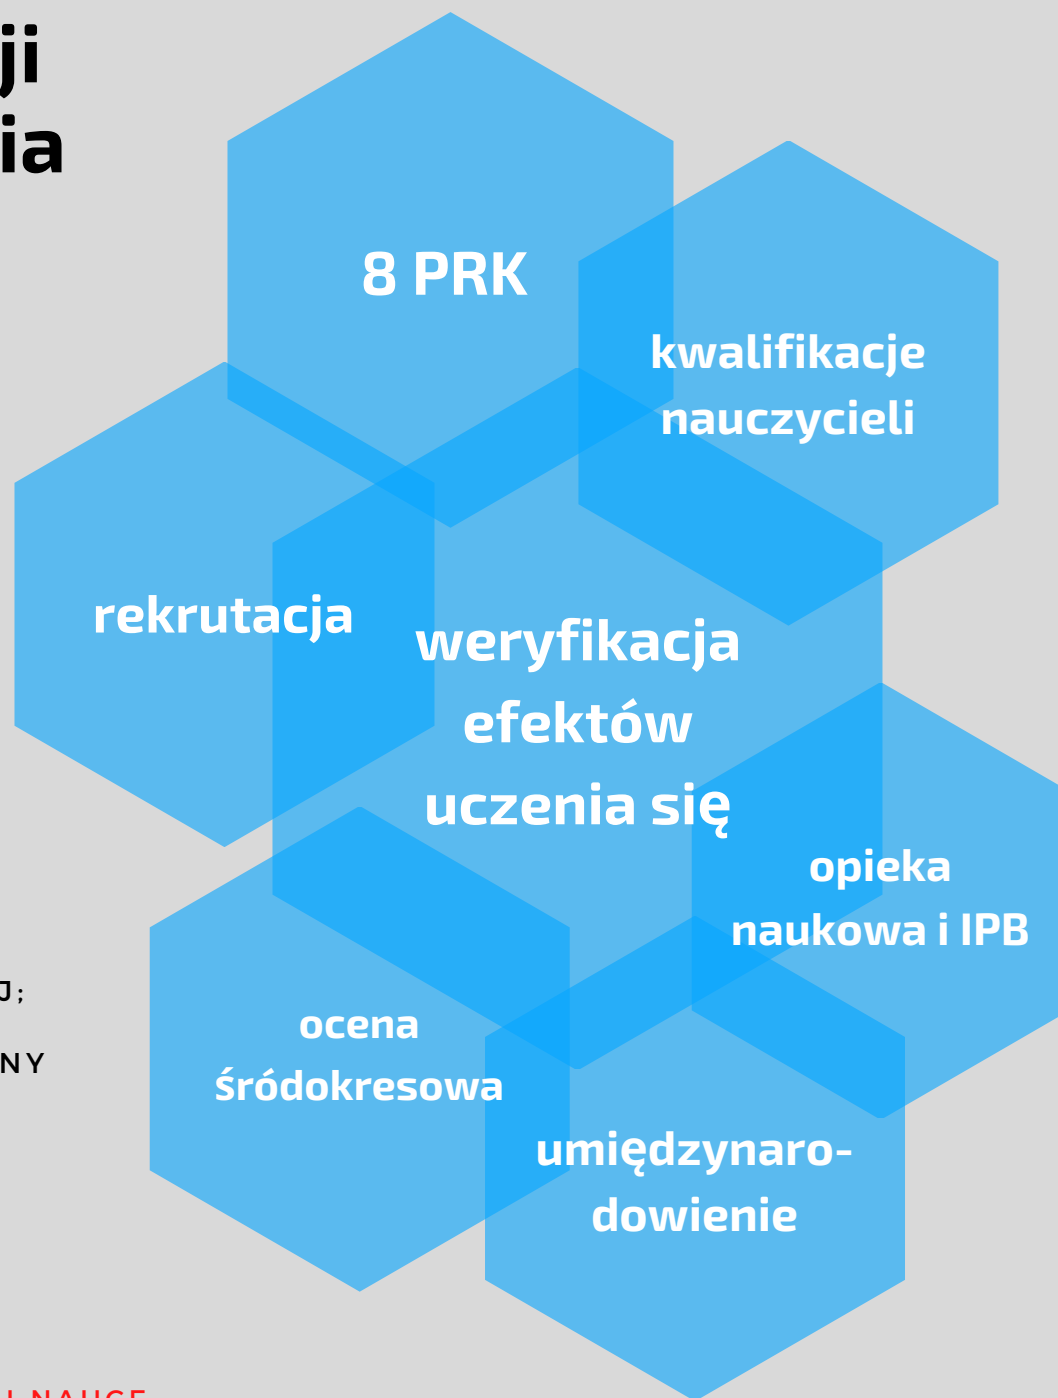 ji
ia
8 PRK
kwalifikacje
nauczycieli
rekrutacja
weryfikacja
efektów
uczenia się
opieka
naukowa i IPB
J;
ocena
śródokresowa
NY
umiędzynaro-
dowienie
NAUCE